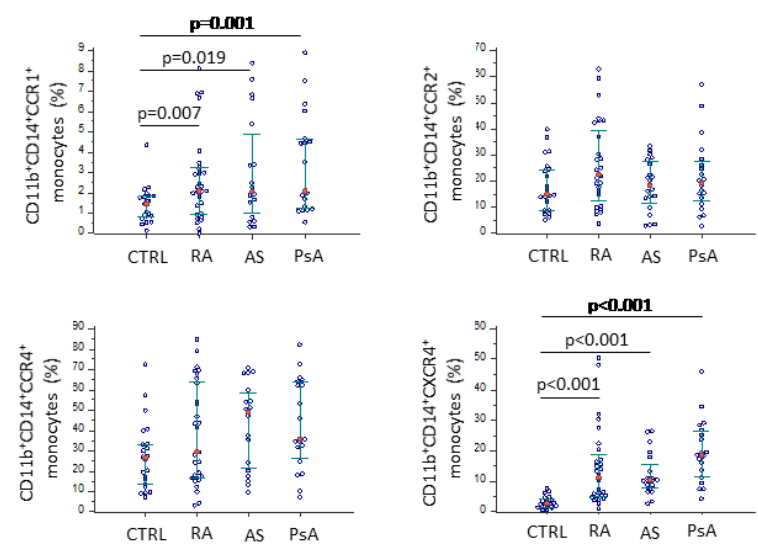 p=0.001
p=0.019
p=0.007
CD11b⁺CD14⁺CCR1⁺
monocytes (%)
9
8
7
6
5
4
3
2
1
0
CTRL RA AS PsA
CD11b⁺CD14⁺CCR2⁺
monocytes (%)
70
60
50
40
30
20
10
0
CTRL RA AS PsA
CD11b⁺CD14⁺CCR4⁺
monocytes (%)
90
80
70
60
50
40
30
20
10
0
CTRL RA AS PsA
p<0.001
p<0.001
p<0.001
CD11b⁺CD14⁺CXCR4⁺
monocytes (%)
60
50
40
30
20
10
0
CTRL RA AS PsA